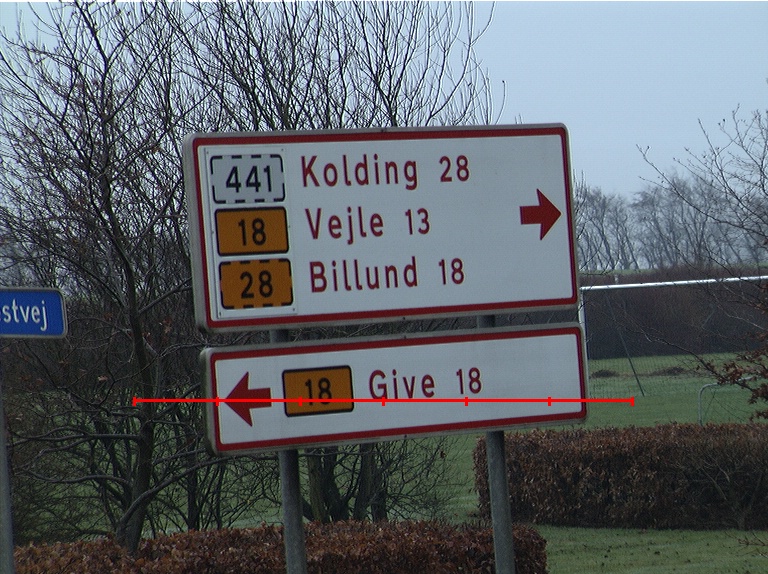 441 Kolding 28
18 Vejle 13
28 Billund 18
stvej
18 Give 18